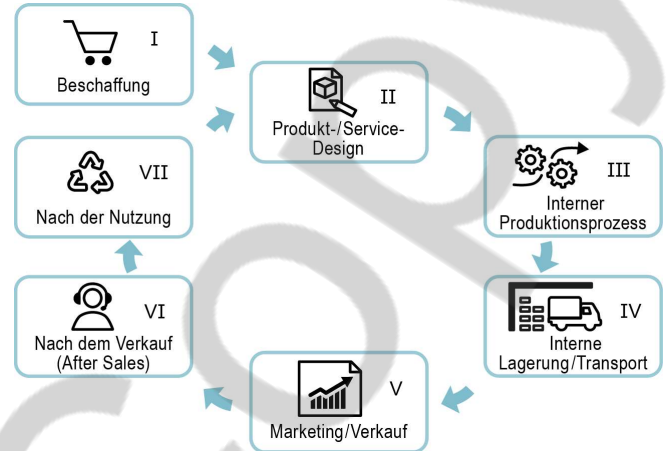 I
Beschaffung
II
Produkt-/Service-
Design
III
Interner
Produktionsprozess
IV
Interne
Lagerung/Transport
V
Marketing/Verkauf
VI
Nach dem Verkauf
(After Sales)
VII
Nach der Nutzung